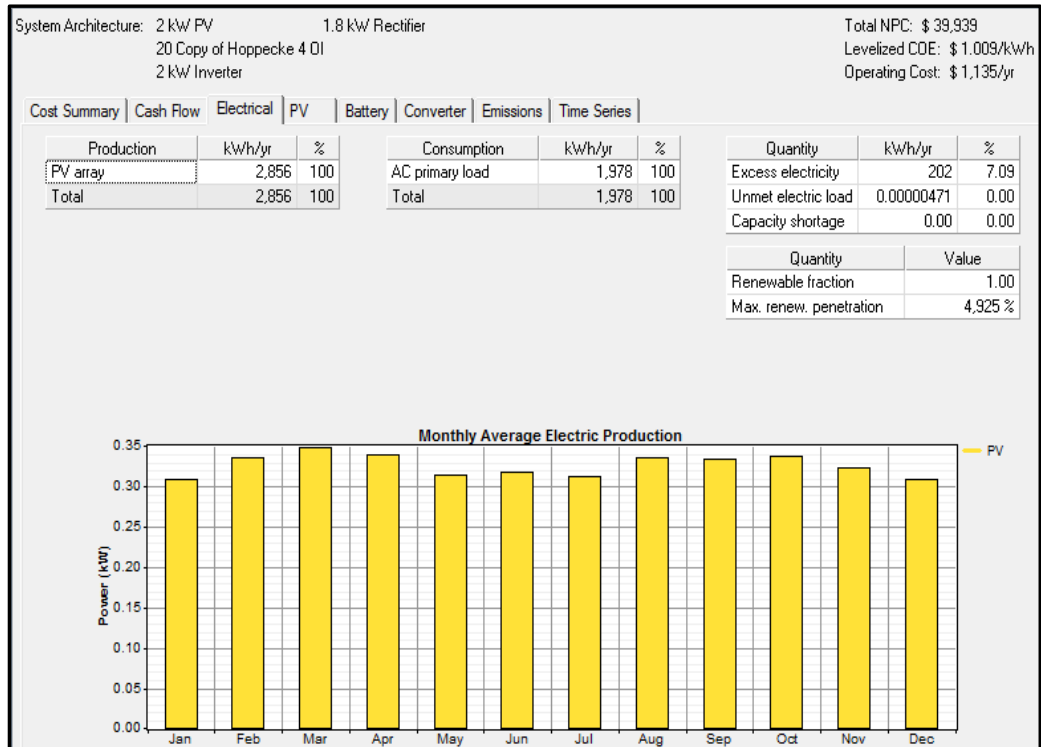 System Architecture: 2 kW PV 1.8 kW Rectifier
20 Copy of Hoppecke 4 Ol
2 kW Inverter
Total NPC: $ 39,939
Levelized COE: $ 1.009/kWh
Operating Cost: $ 1,135/yr
Cost Summary Cash Flow Electrical PV Battery Converter Emissions Time Series
Production kWh/yr %
PV array 2,856 100
Total 2,856 100
Consumption kWh/yr %
AC primary load 1,978 100
Total 1,978 100
Quantity kWh/yr %
Excess electricity 202 7.09
Unmet electric load 0.00000471 0.00
Capacity shortage 0.00 0.00
Quantity Value
Renewable fraction 1.00
Max. renew. penetration 4,925 %
Monthly Average Electric Production
PV
Power (kW)
0.35
0.30
0.25
0.20
0.15
0.10
0.05
0.00
Jan Feb Mar Apr May Jun Jul Aug Sep Oct Nov Dec